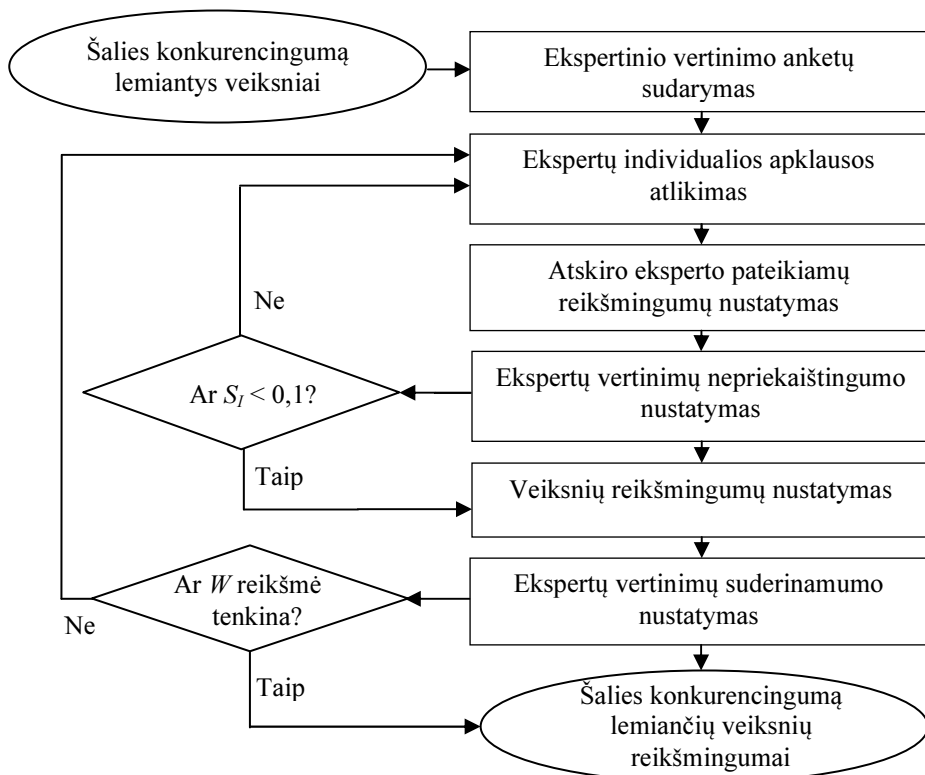 Šalies konkurencingumą
lemiantys veiksniai
Ekspertinio vertinimo anketų
sudarymas
Ekspertų individualios apklausos
atlikimas
Atskiro eksperto pateikiamų
reikšmingumų nustatymas
Ne
Ekspertų vertinimų nepriekaištingumo
nustatymas
Ar S_I < 0,1?
Taip
Veiksnių reikšmingumų nustatymas
Ekspertų vertinimų suderinamumo
nustatymas
Ar W reikšmė
tenkina?
Ne
Taip
Šalies konkurencingumą
lemiančių veiksnių
reikšmingumai